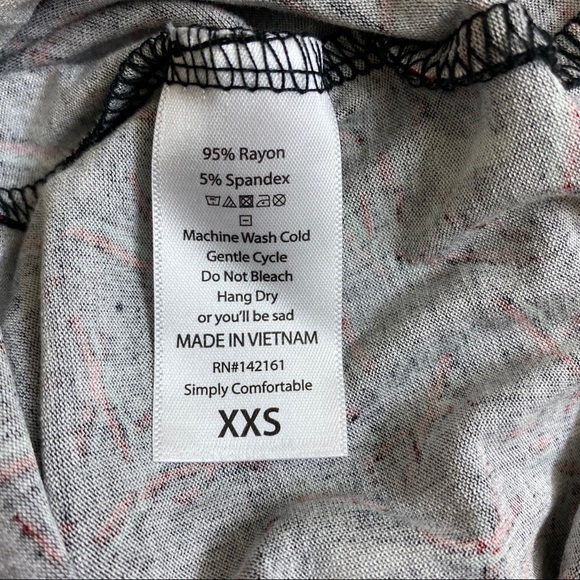 95% Rayon
5% Spandex
Machine Wash Cold
Gentle Cycle
Do Not Bleach
Hang Dry
or you'll be sad
MADE IN VIETNAM
RN#142161
Simply Comfortable
XXS